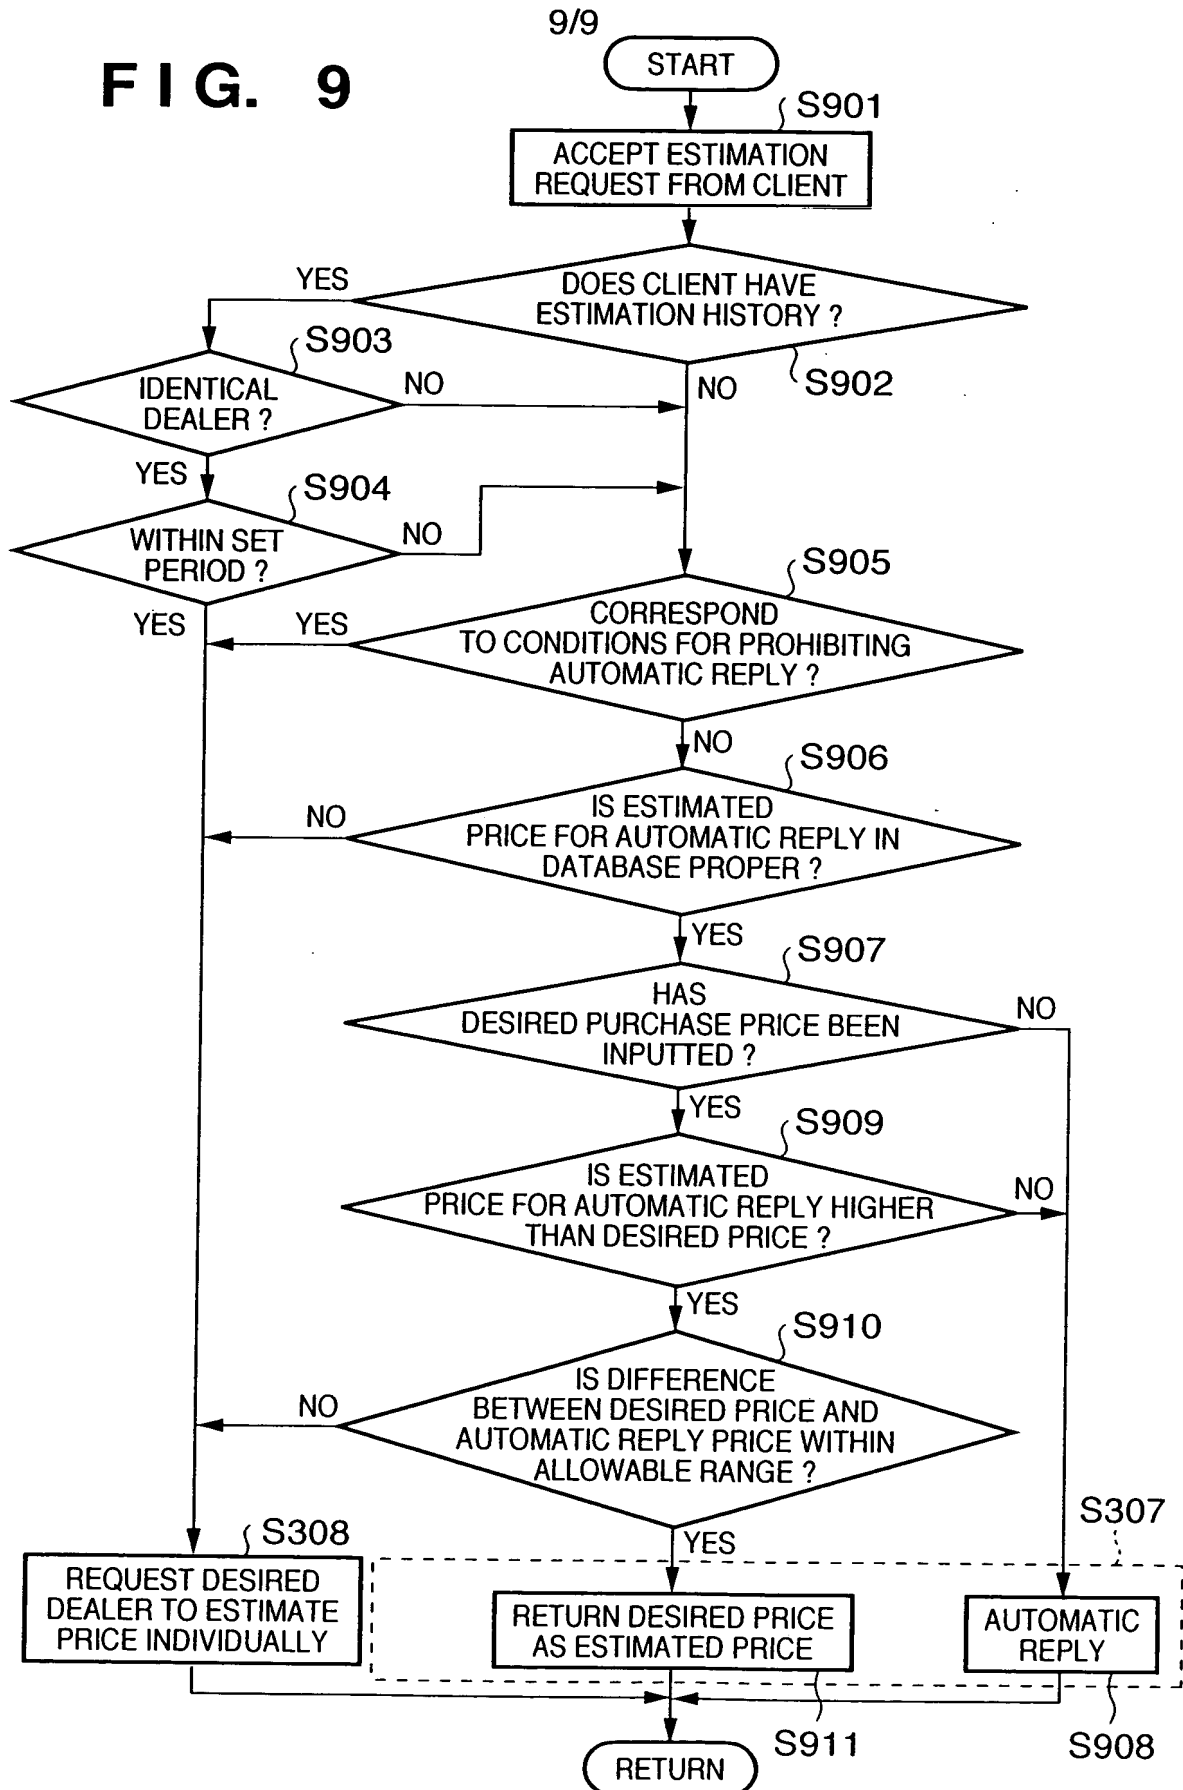 9/9
FIG. 9
START
S901
ACCEPT ESTIMATION
REQUEST FROM CLIENT
YES
DOES CLIENT HAVE
ESTIMATION HISTORY ?
S902
NO
S903
IDENTICAL
DEALER ?
NO
YES
S904
WITHIN SET
PERIOD ?
NO
YES
S905
CORRESPOND
TO CONDITIONS FOR PROHIBITING
AUTOMATIC REPLY ?
YES
NO
S906
IS ESTIMATED
PRICE FOR AUTOMATIC REPLY IN
DATABASE PROPER ?
NO
YES
S907
HAS
DESIRED PURCHASE PRICE BEEN
INPUTTED ?
NO
YES
S909
IS ESTIMATED
PRICE FOR AUTOMATIC REPLY HIGHER
THAN DESIRED PRICE ?
NO
YES
S910
IS DIFFERENCE
BETWEEN DESIRED PRICE AND
AUTOMATIC REPLY PRICE WITHIN
ALLOWABLE RANGE ?
NO
YES
S307
S308
REQUEST DESIRED
DEALER TO ESTIMATE
PRICE INDIVIDUALLY
RETURN DESIRED PRICE
AS ESTIMATED PRICE
S911
AUTOMATIC
REPLY
S908
RETURN